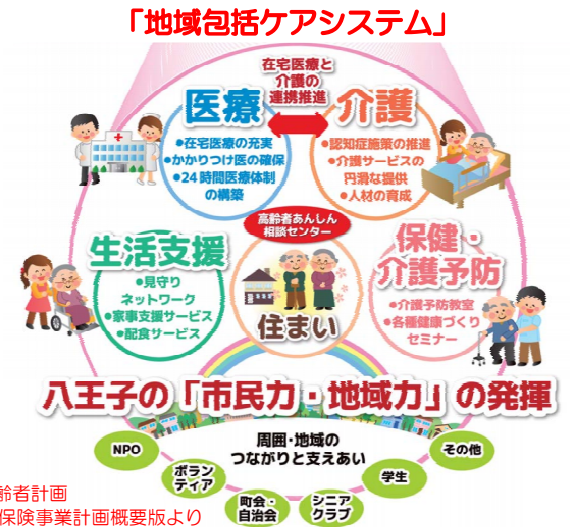 「地域包括ケアシステム」
在宅医療と
介護の
連携推進
医療
●在宅医療の充実
●かかりつけ医の確保
●24時間医療体制
の構築
介護
●認知症施策の推進
●介護サービスの
円滑な提供
●人材の育成
高齢者あんしん
相談センター
生活支援
●見守り
ネットワーク
●家事支援サービス
●配食サービス
住まい
保健・
介護予防
●介護予防教室
●各種健康づくり
セミナー
八王子の「市民力・地域力」の発揮
周囲・地域の
つながりと支えあい
NPO
ボラン
ティア
町会・
自治会
シニア
クラブ
学生
その他
齢者計画
保険事業計画概要版より